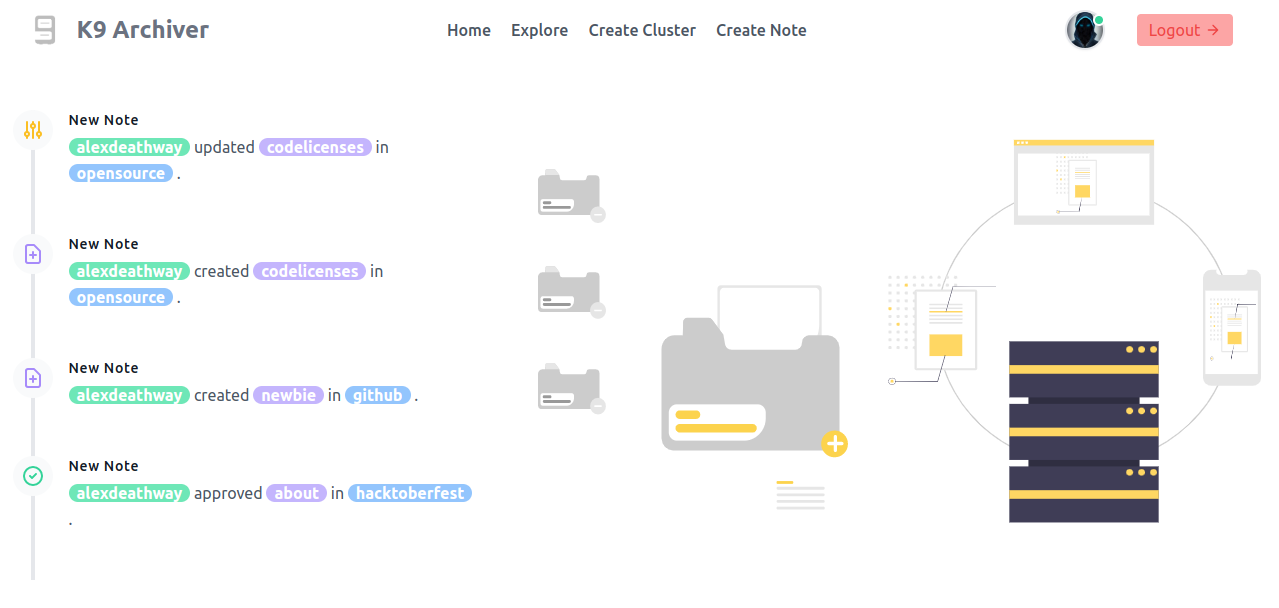 K9 Archiver
Home Explore Create Cluster Create Note
Logout →
New Note
alexdeathway updated codelicenses in
opensource .
New Note
alexdeathway created codelicenses in
opensource .
New Note
alexdeathway created newbie in github .
New Note
alexdeathway approved about in hacktoberfest
.